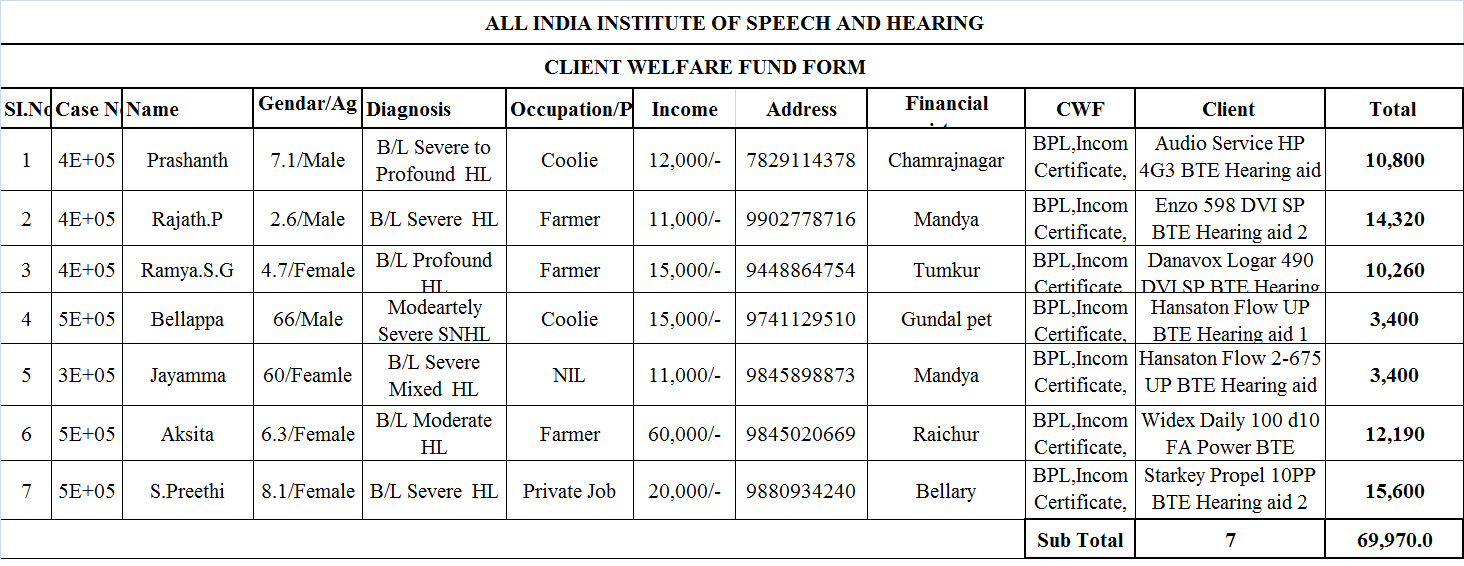 ALL INDIA INSTITUTE OF SPEECH AND HEARING
CLIENT WELFARE FUND FORM
SI.No Case N Name Gendar/Ag Diagnosis Occupation/P Income Address Financial CWF Client Total
1 4E+05 Prashanth 7.1/Male B/L Severe to Profound HL Coolie 12,000/- 7829114378 Chamrajnagar BPL,Incom Certificate, Audio Service HP 4G3 BTE Hearing aid 10,800
2 4E+05 Rajath.P 2.6/Male B/L Severe HL Farmer 11,000/- 9902778716 Mandya BPL,Incom Certificate, Enzo 598 DVI SP BTE Hearing aid 2 14,320
3 4E+05 Ramya.S.G 4.7/Female B/L Profound HL Farmer 15,000/- 9448864754 Tumkur BPL,Incom Certificate Danavox Logar 490 DVI SP BTE Hearing 10,260
4 5E+05 Bellappa 66/Male Modeartely Severe SNHL Coolie 15,000/- 9741129510 Gundal pet BPL,Incom Certificate, Hansaton Flow UP BTE Hearing aid 1 3,400
5 3E+05 Jayamma 60/Feamle B/L Severe Mixed HL NIL 11,000/- 9845898873 Mandya BPL,Incom Certificate, Hansaton Flow 2-675 UP BTE Hearing aid 3,400
6 5E+05 Aksita 6.3/Female B/L Moderate HL Farmer 60,000/- 9845020669 Raichur BPL,Incom Certificate, Widex Daily 100 d10 FA Power BTE 12,190
7 5E+05 S.Preethi 8.1/Female B/L Severe HL Private Job 20,000/- 9880934240 Bellary BPL,Incom Certificate, Starkey Propel 10PP BTE Hearing aid 2 15,600
Sub Total 7 69,970.0